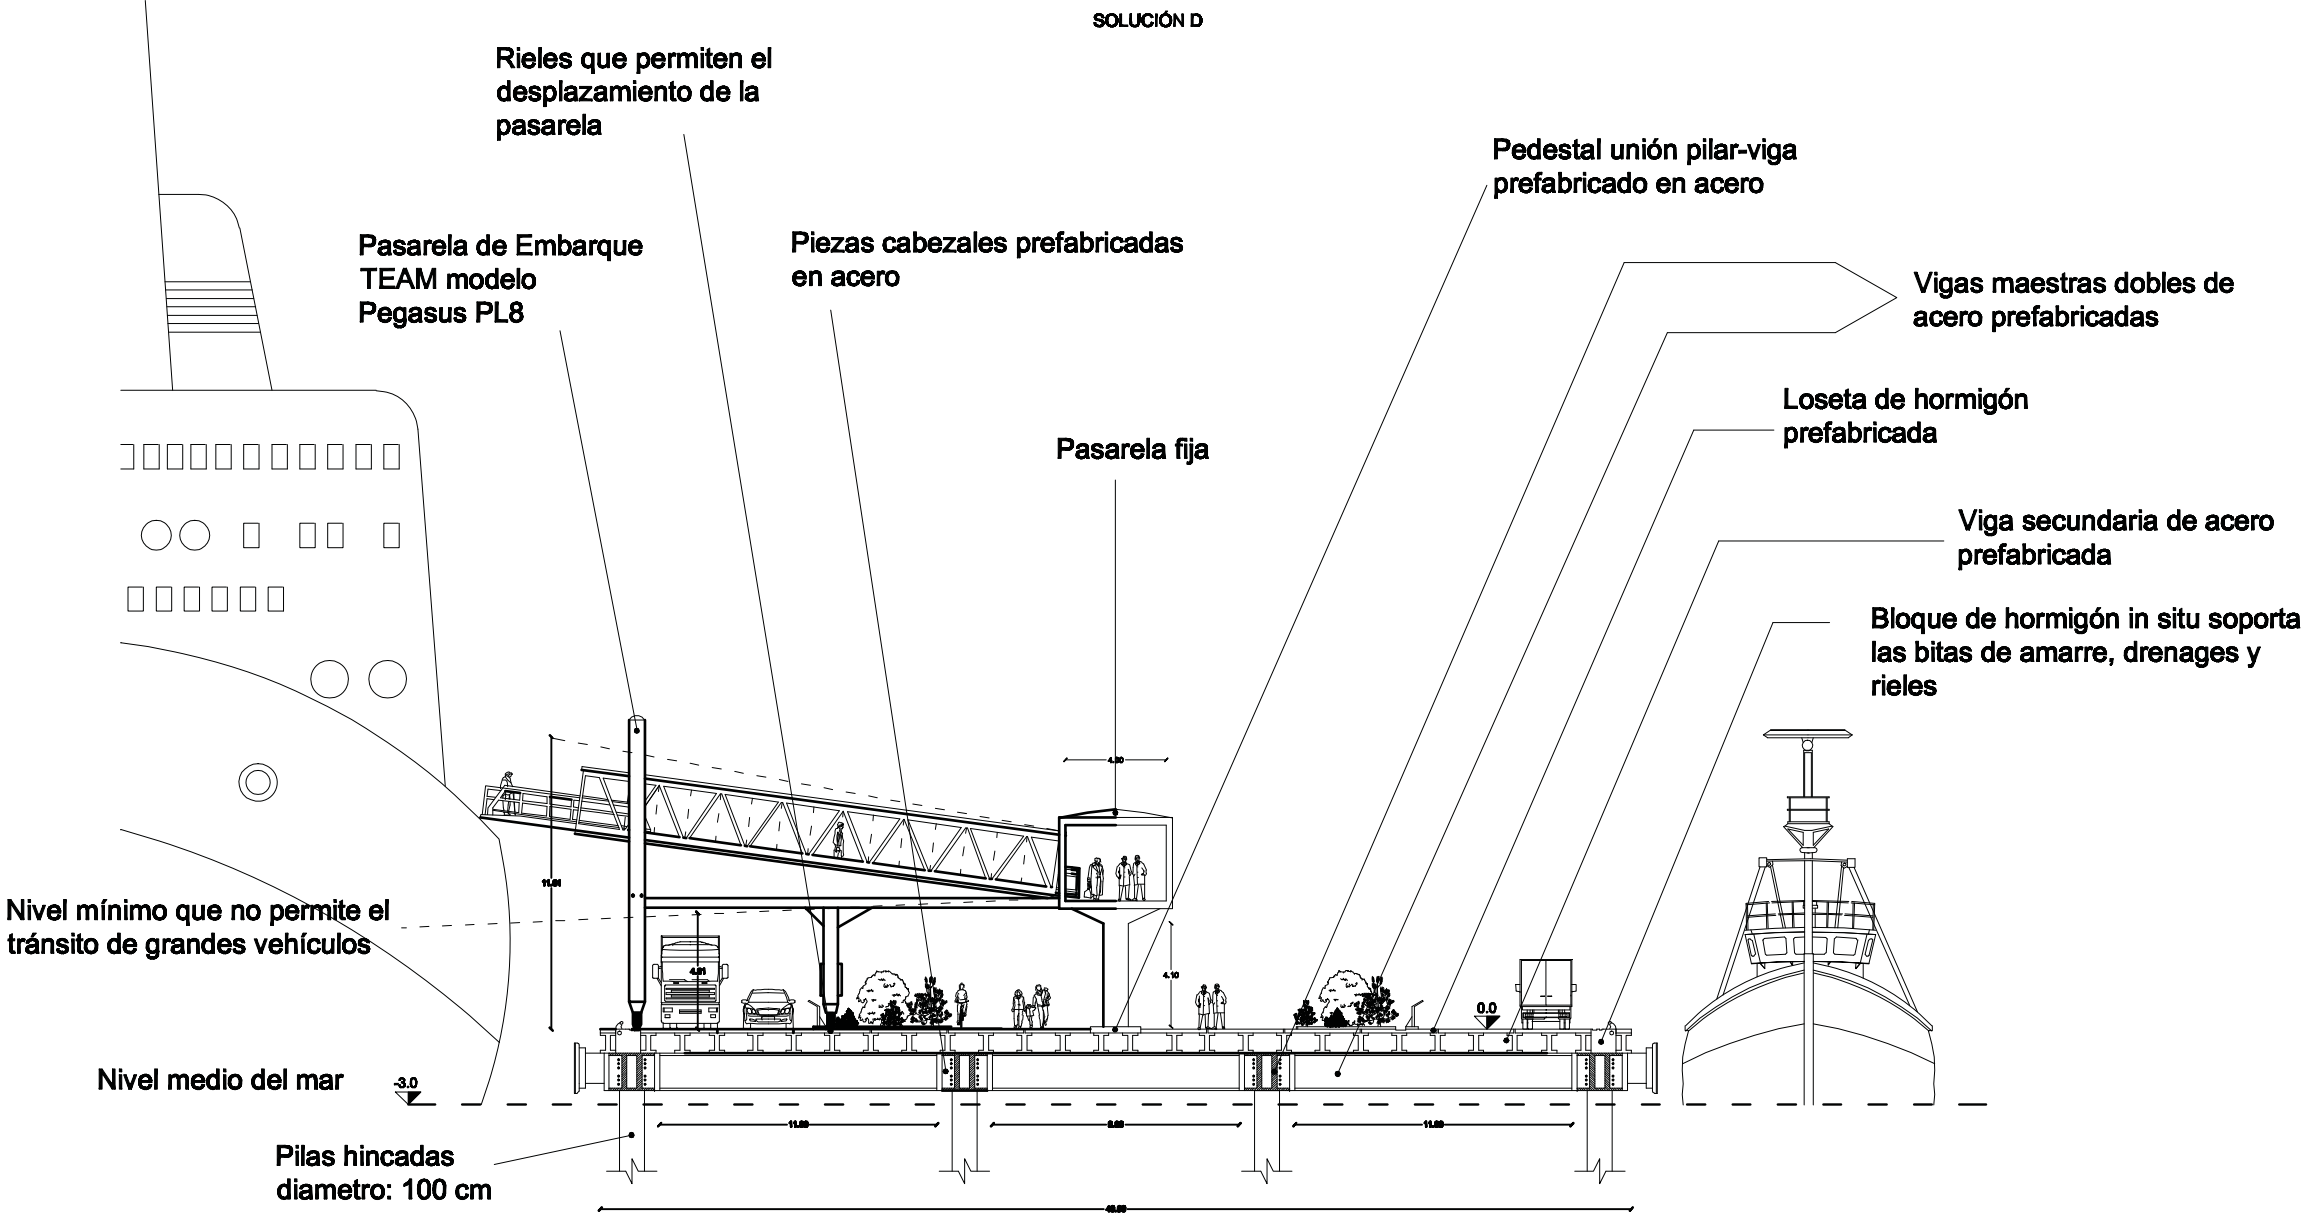 SOLUCIÓN D
Rieles que permiten el
desplazamiento de la
pasarela
Pedestal unión pilar-viga
prefabricado en acero
Pasarela de Embarque
TEAM modelo
Pegasus PL8
Piezas cabezales prefabricadas
en acero
Vigas maestras dobles de
acero prefabricadas
Loseta de hormigón
prefabricada
Pasarela fija
Viga secundaria de acero
prefabricada
Bloque de hormigón in situ soporta
las bitas de amarre, drenages y
rieles
Nivel mínimo que no permite el
tránsito de grandes vehículos
4.10
0.0
Nivel medio del mar
-3.0
Pilas hincadas
diametro: 100 cm